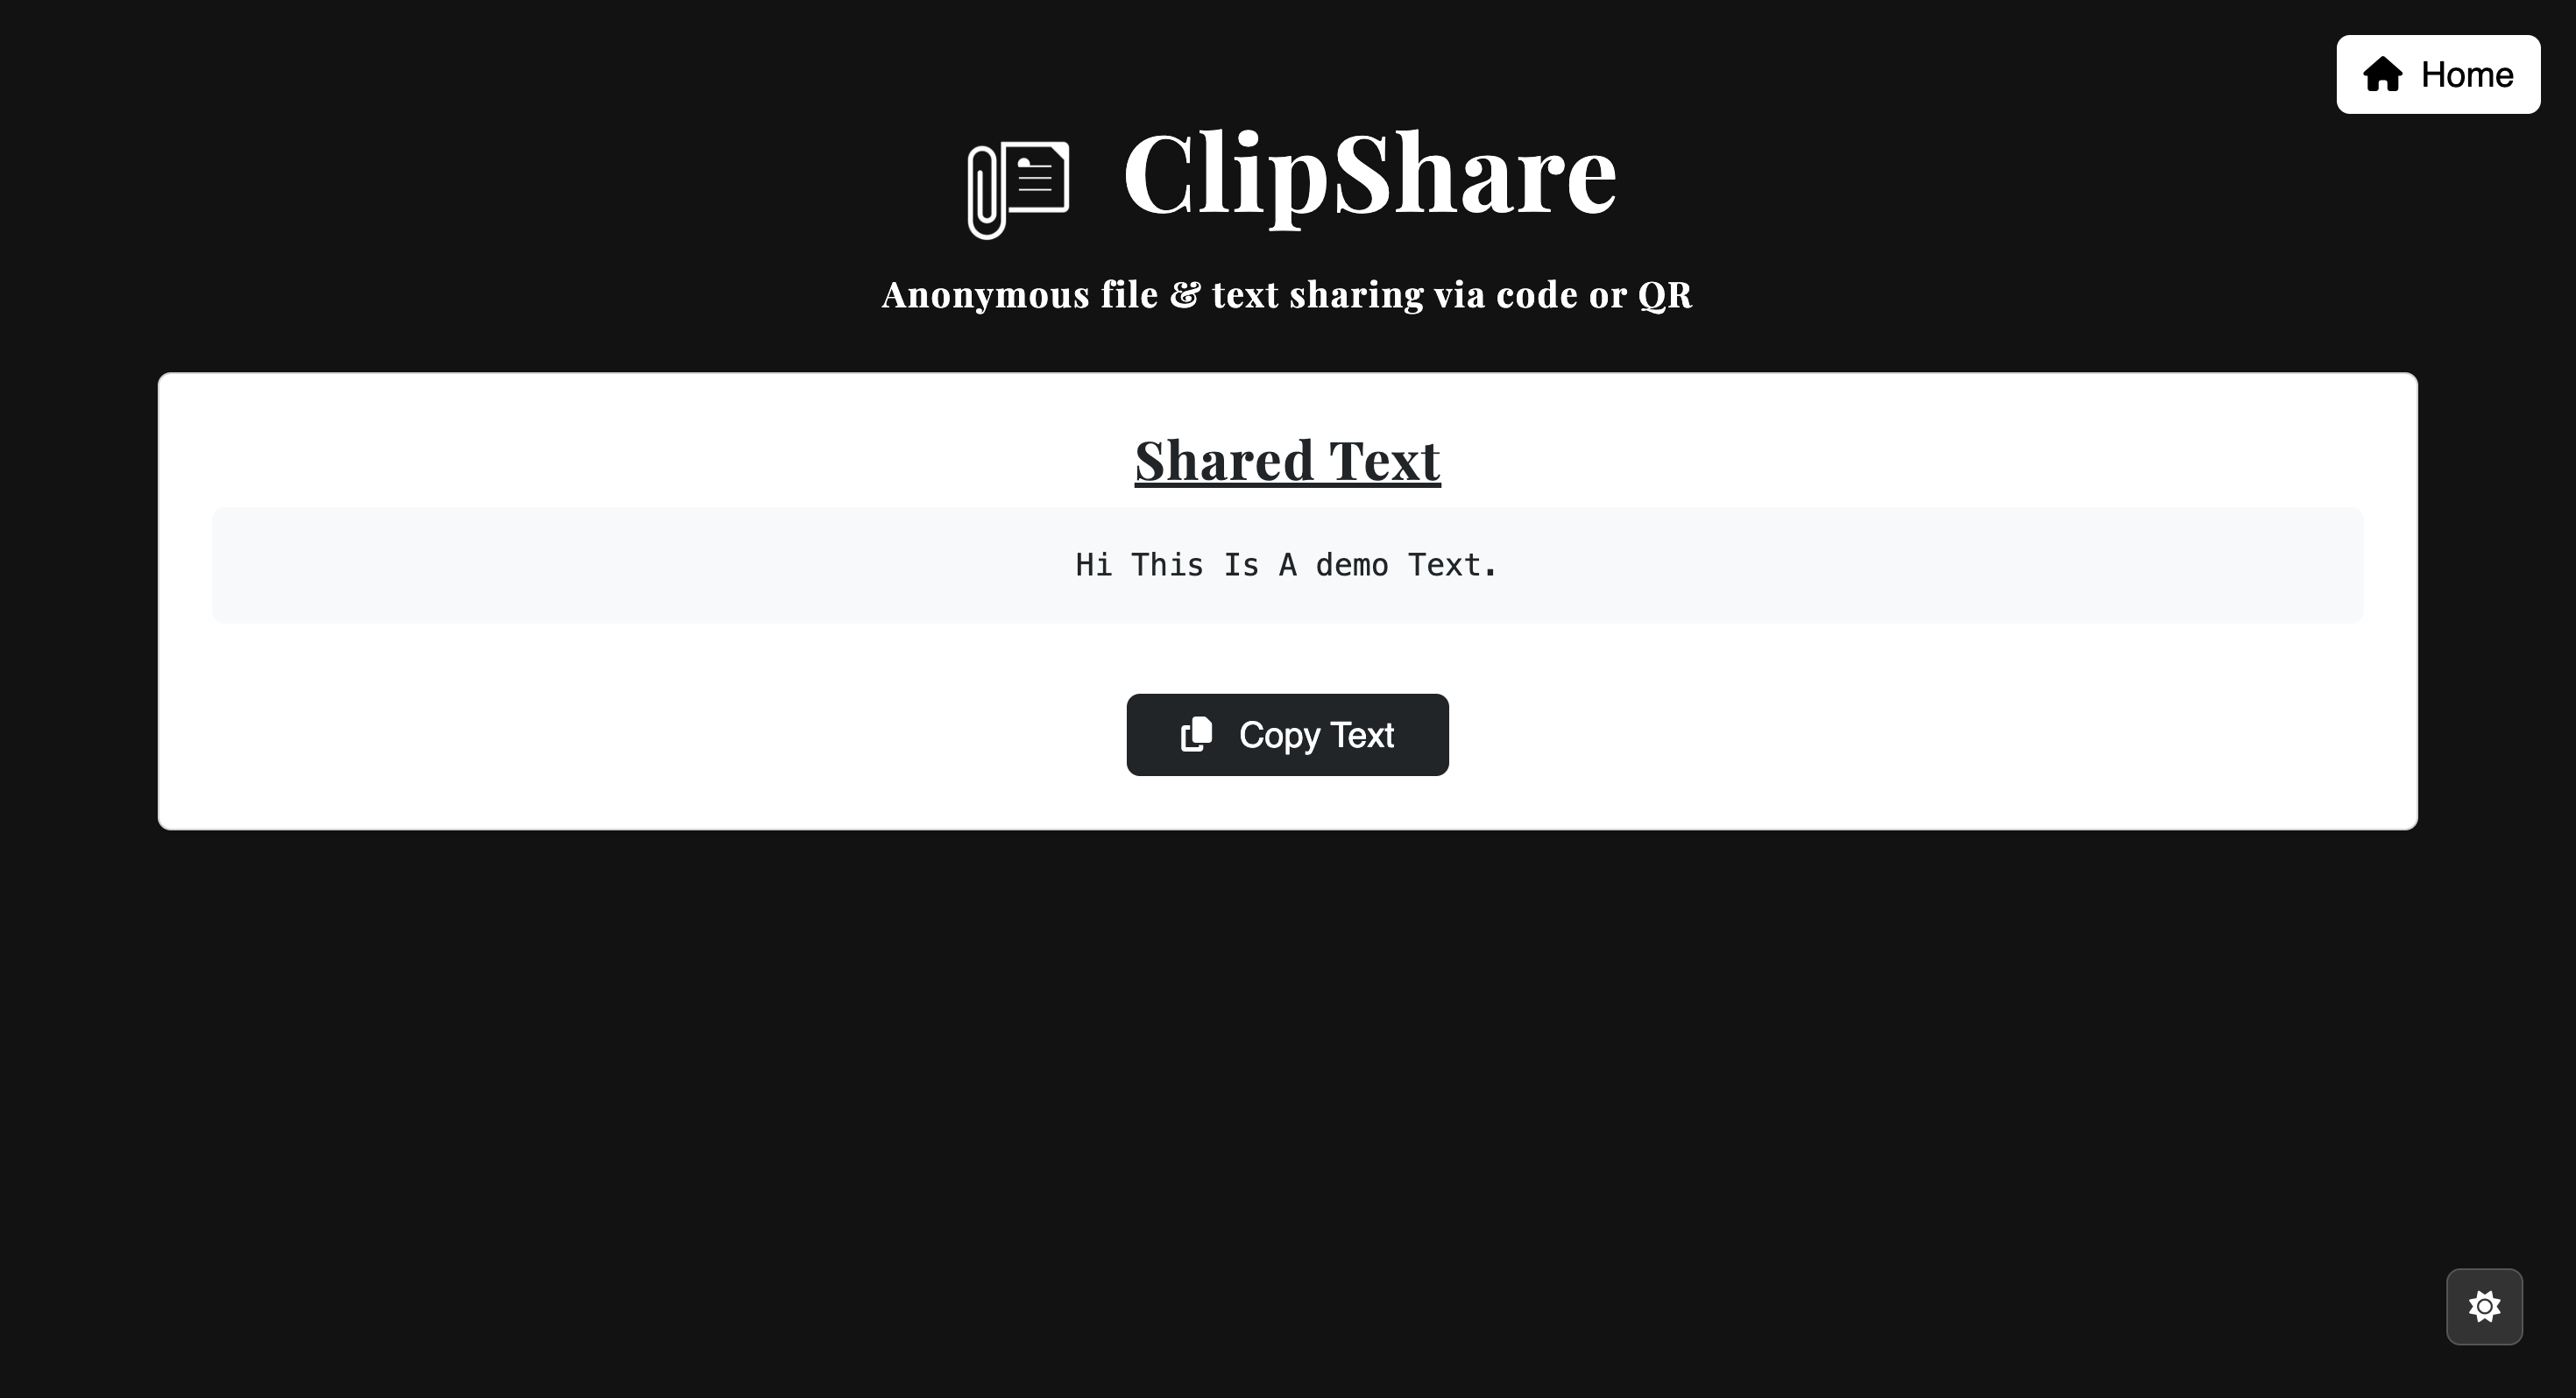 Home
ClipShare
Anonymous file & text sharing via code or QR
Shared Text
Hi This Is A demo Text.
Copy Text